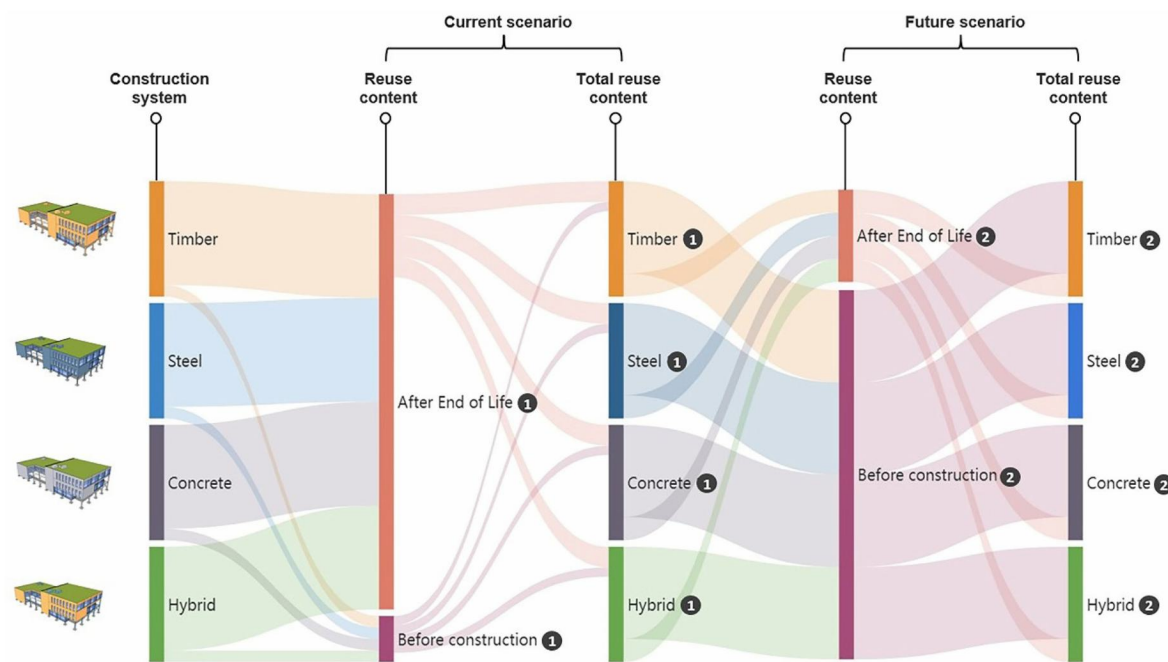 Current scenario
Future scenario
Construction
system
Reuse
content
Total reuse
content
Reuse
content
Total reuse
content
Timber
Steel
Concrete
Hybrid
After End of Life 1
Before construction 1
Timber 1
Steel 1
Concrete 1
Hybrid 1
After End of Life 2
Before construction 2
Timber 2
Steel 2
Concrete 2
Hybrid 2